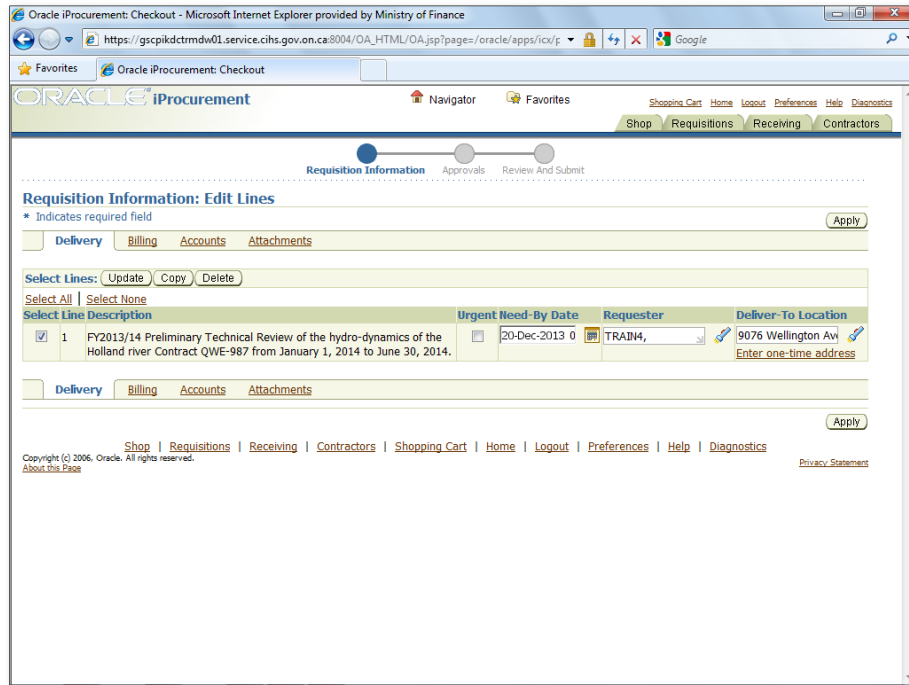 Oracle iProcurement: Checkout - Microsoft Internet Explorer provided by Ministry of Finance
https://gscpikdctrmdw01.service.cihs.gov.on.ca:8004/OA_HTML/OA.jsp?page=/oracle/apps/icx/p
Google
Favorites
Oracle iProcurement: Checkout
ORACLE iProcurement
Navigator Favorites
Shopping Cart Home Logout Preferences Help Diagnostics
Shop Requisitions Receiving Contractors
Requisition Information Approvals Review And Submit
Requisition Information: Edit Lines
* Indicates required field
Apply
Delivery Billing Accounts Attachments
Select Lines: Update Copy Delete
Select All | Select None
Select Line Description Urgent Need-By Date Requester Deliver-To Location
1 FY2013/14 Preliminary Technical Review of the hydro-dynamics of the 20-Dec-2013 0 TRAIN4, 9076 Wellington Av
Holland river Contract QWE-987 from January 1, 2014 to June 30, 2014. Enter one-time address
Delivery Billing Accounts Attachments
Apply
Shop | Requisitions | Receiving | Contractors | Shopping Cart | Home | Logout | Preferences | Help | Diagnostics
Copyright (c) 2006, Oracle. All rights reserved.
About this Page
Privacy Statement